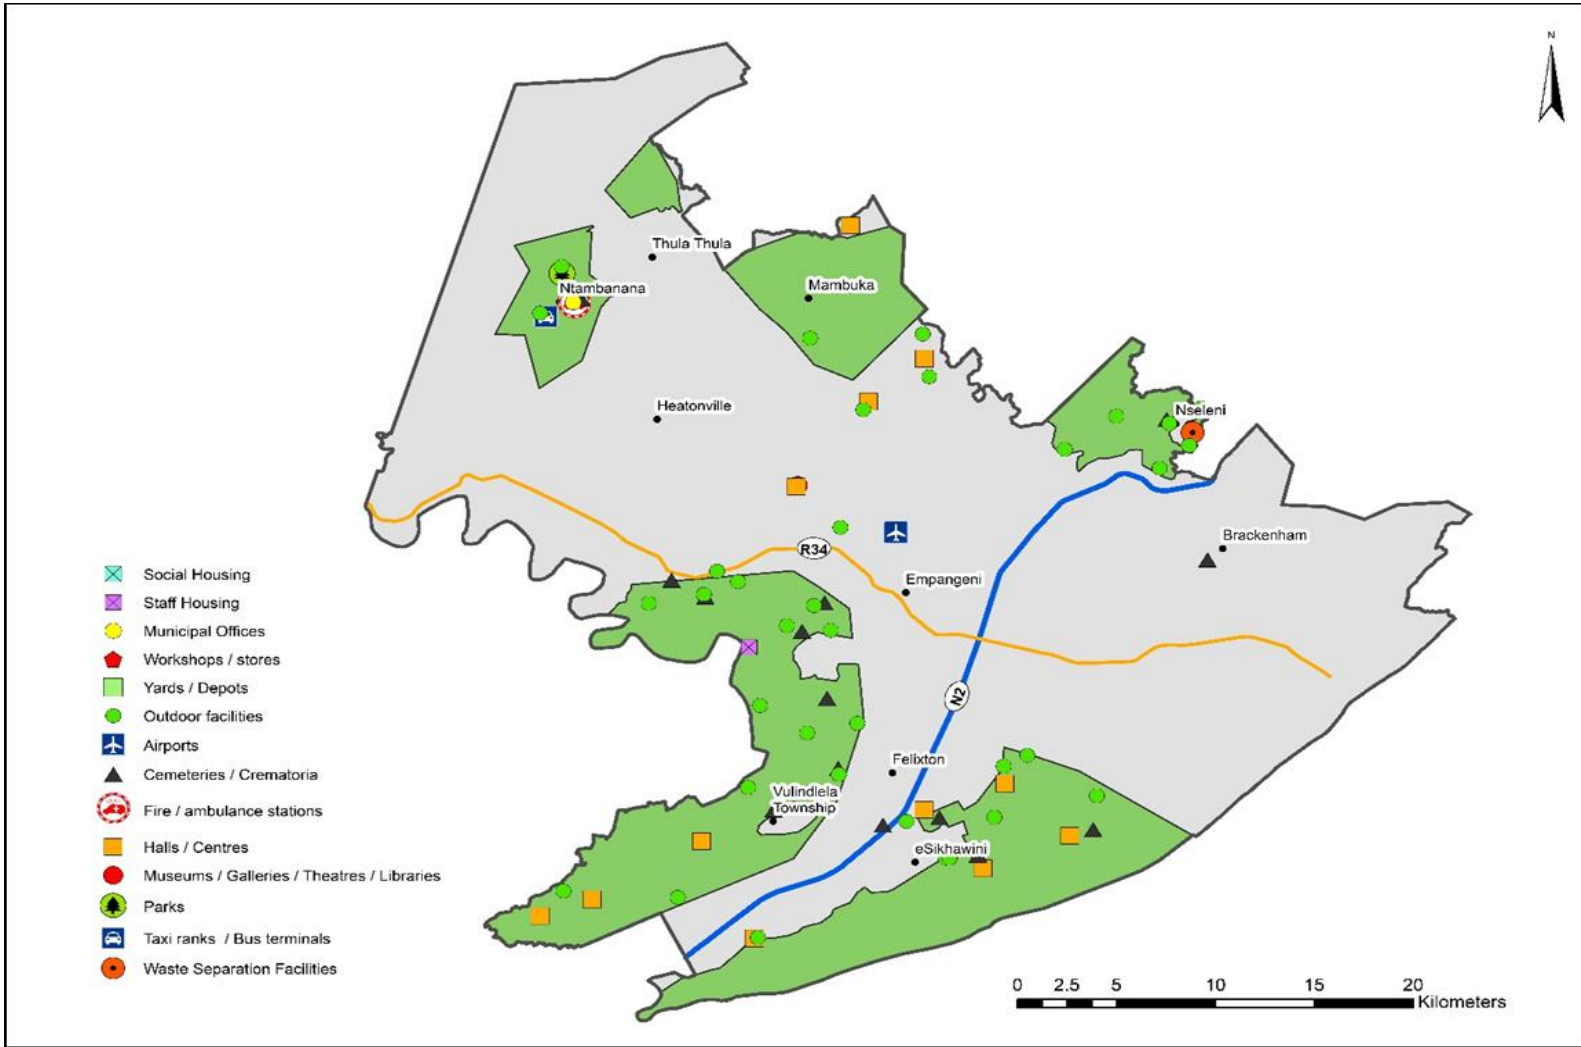 N
Thula Thula
Mambuka
Ntambanana
Heatonville
Nseleni
Brackenham
R34
Empangeni
N2
Felixton
Vulindlela
Township
eSikhawini
Social Housing
Staff Housing
Municipal Offices
Workshops / stores
Yards / Depots
Outdoor facilities
Airports
Cemeteries / Crematoria
Fire / ambulance stations
Halls / Centres
Museums / Galleries / Theatres / Libraries
Parks
Taxi ranks / Bus terminals
Waste Separation Facilities
0 2.5 5 10 15 20
Kilometers